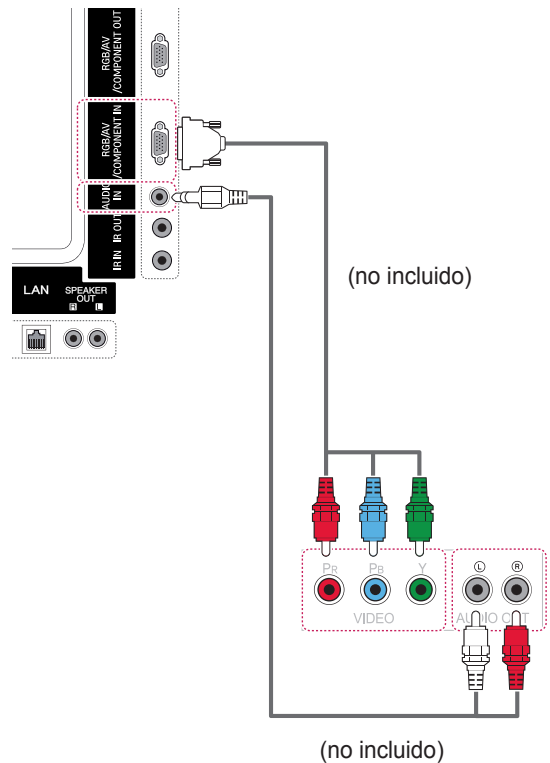 RGB/AV
/COMPONENT OUT
RGB/AV
/COMPONENT IN
AUDIO
IN
IR OUT
IR IN
LAN
SPEAKER
OUT
R L
(no incluido)
PR PB Y
VIDEO
L R
AUDIO OUT
(no incluido)